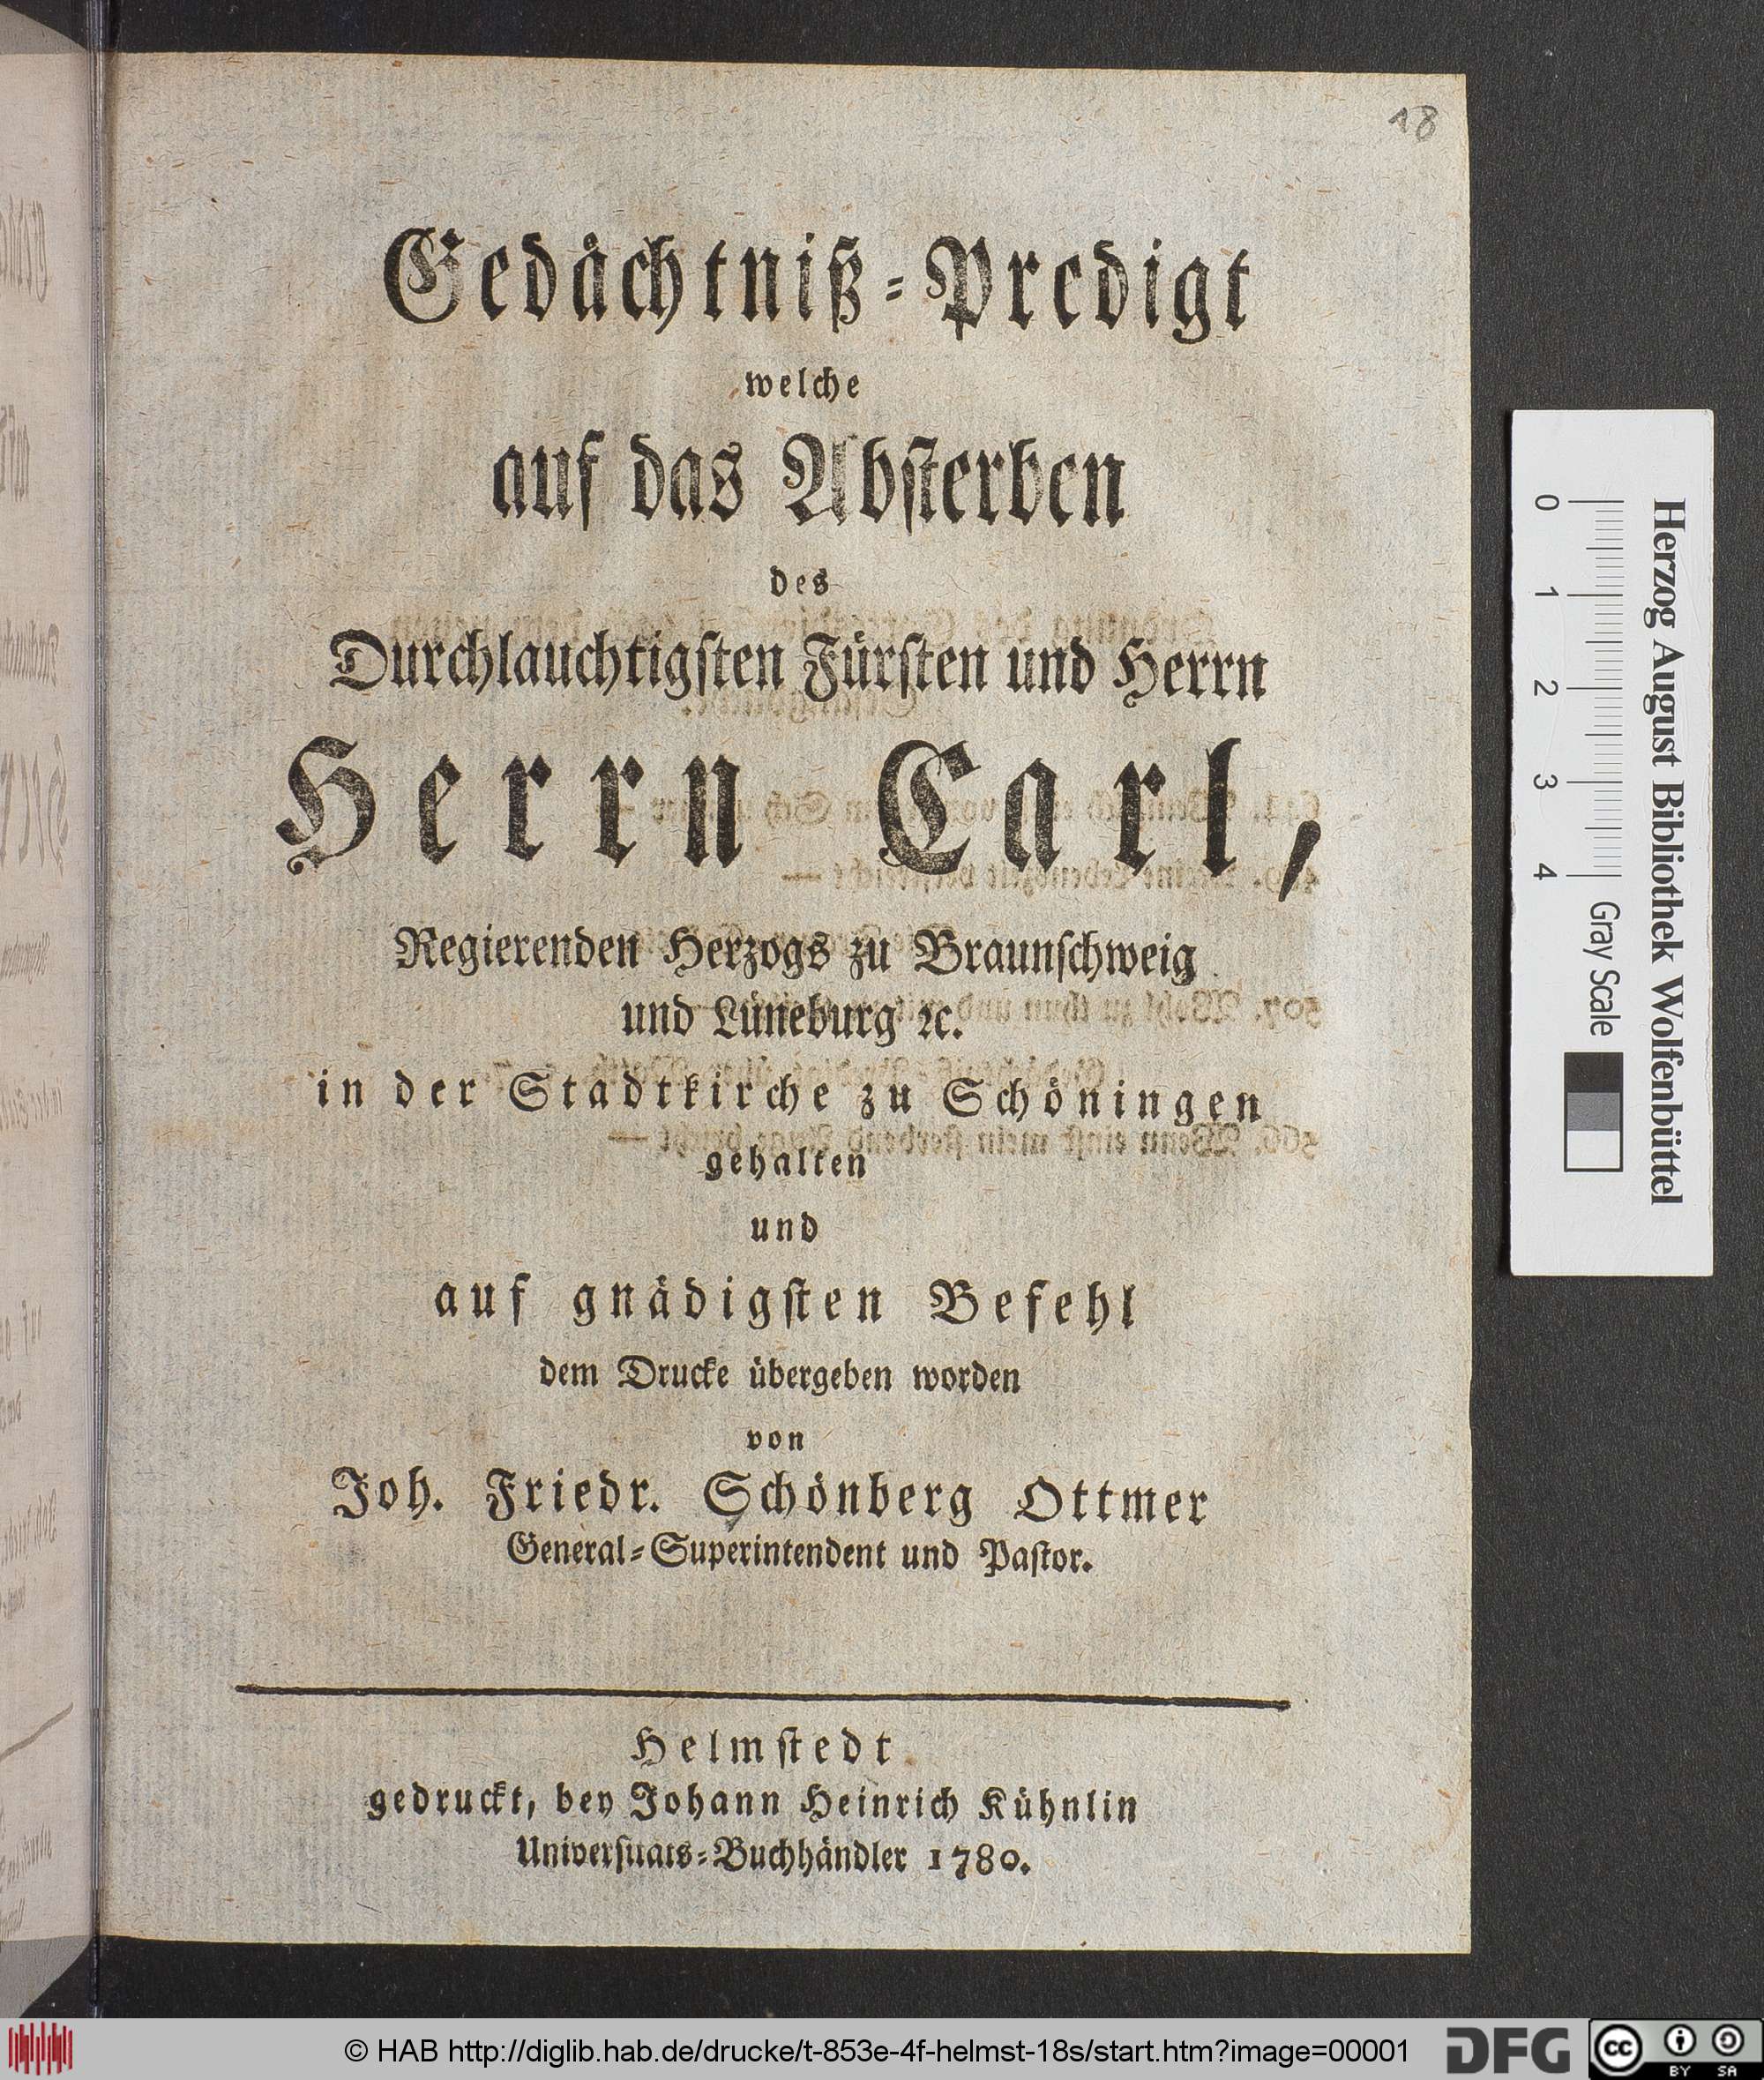 18
Gedächtniß-Predigt
welche
auf das Absterben
des
Durchlauchtigsten Fürsten und Herrn
Herrn Carl,
Regierenden Herzogs zu Braunschweig
und Lüneburg ꝛc.
in der Stadtkirche zu Schöningen
gehalten
und
auf gnädigsten Befehl
dem Drucke übergeben worden
von
Joh. Friedr. Schönberg Ottmer
General-Superintendent und Pastor.
Helmstedt
gedruckt, bey Johann Heinrich Kühnlin
Universitats-Buchhändler 1780.
Herzog August Bibliothek Wolfenbüttel
0 1 2 3 4 Gray Scale
© HAB http://diglib.hab.de/drucke/t-853e-4f-helmst-18s/start.htm?image=00001
DFG
cc BY SA